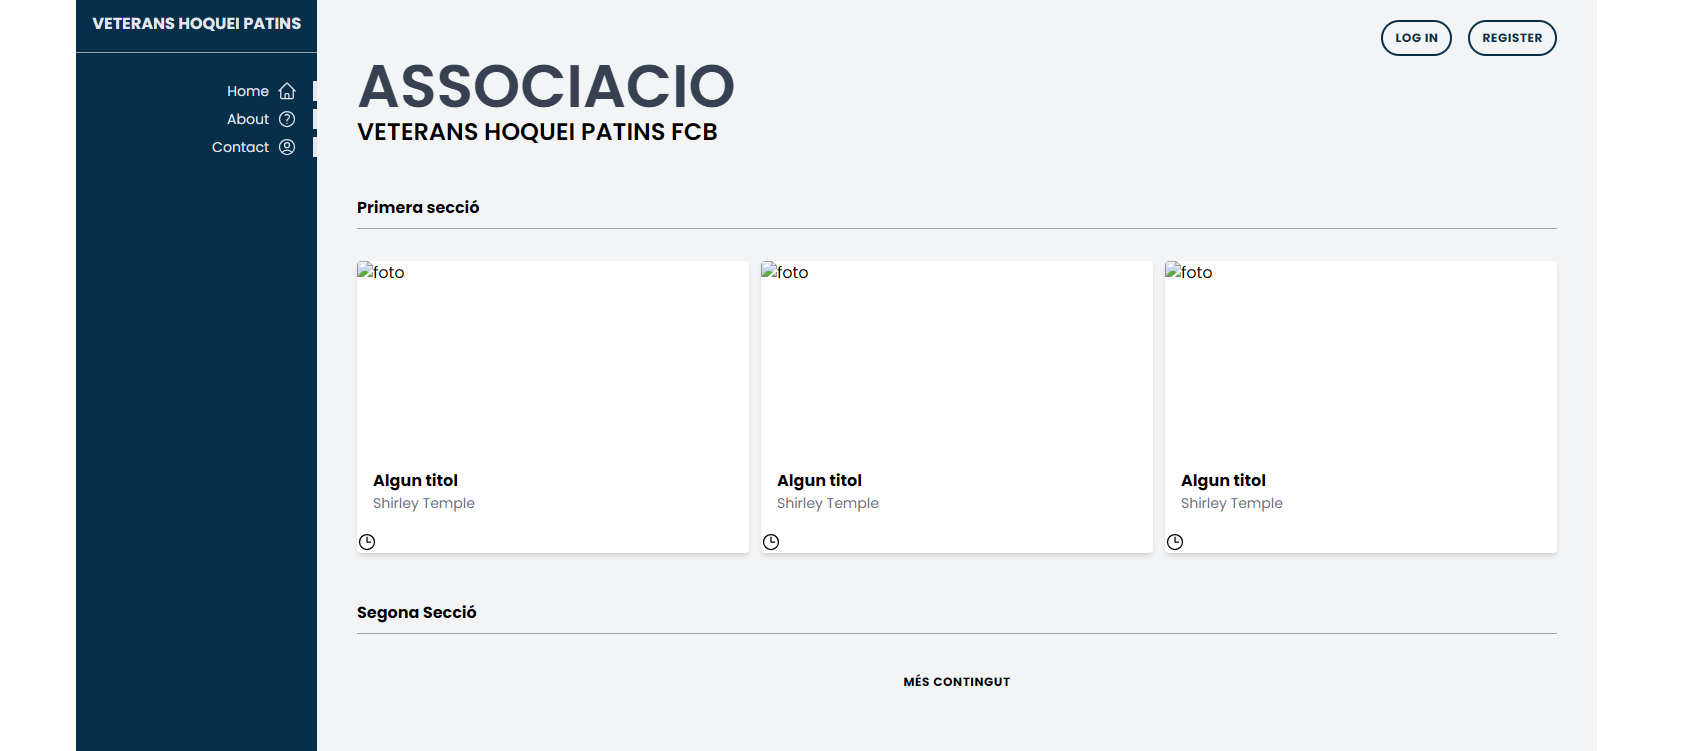 VETERANS HOQUEI PATINS
Home
About
Contact
LOG IN
REGISTER
ASSOCIACIO
VETERANS HOQUEI PATINS FCB
Primera secció
foto
Algun titol
Shirley Temple
foto
Algun titol
Shirley Temple
foto
Algun titol
Shirley Temple
Segona Secció
MÉS CONTINGUT